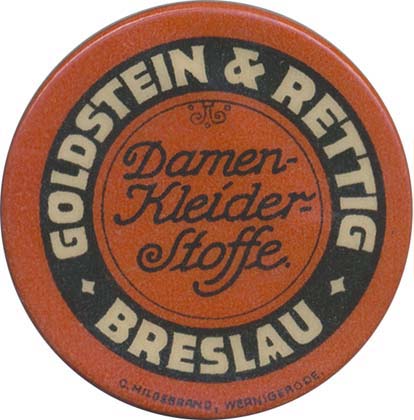 GOLDSTEIN & RETTIG
Damen-
Kleider-
Stoffe.
BRESLAU
C. HILDEBRAND, WERNIGERODE.